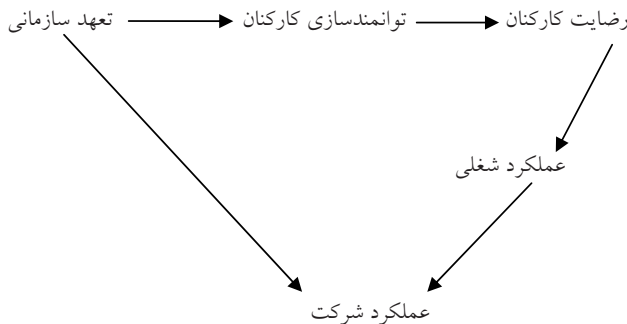 رضایت کارکنان
توانمندسازی کارکنان
تعهد سازمانی
عملکرد شغلی
عملکرد شرکت